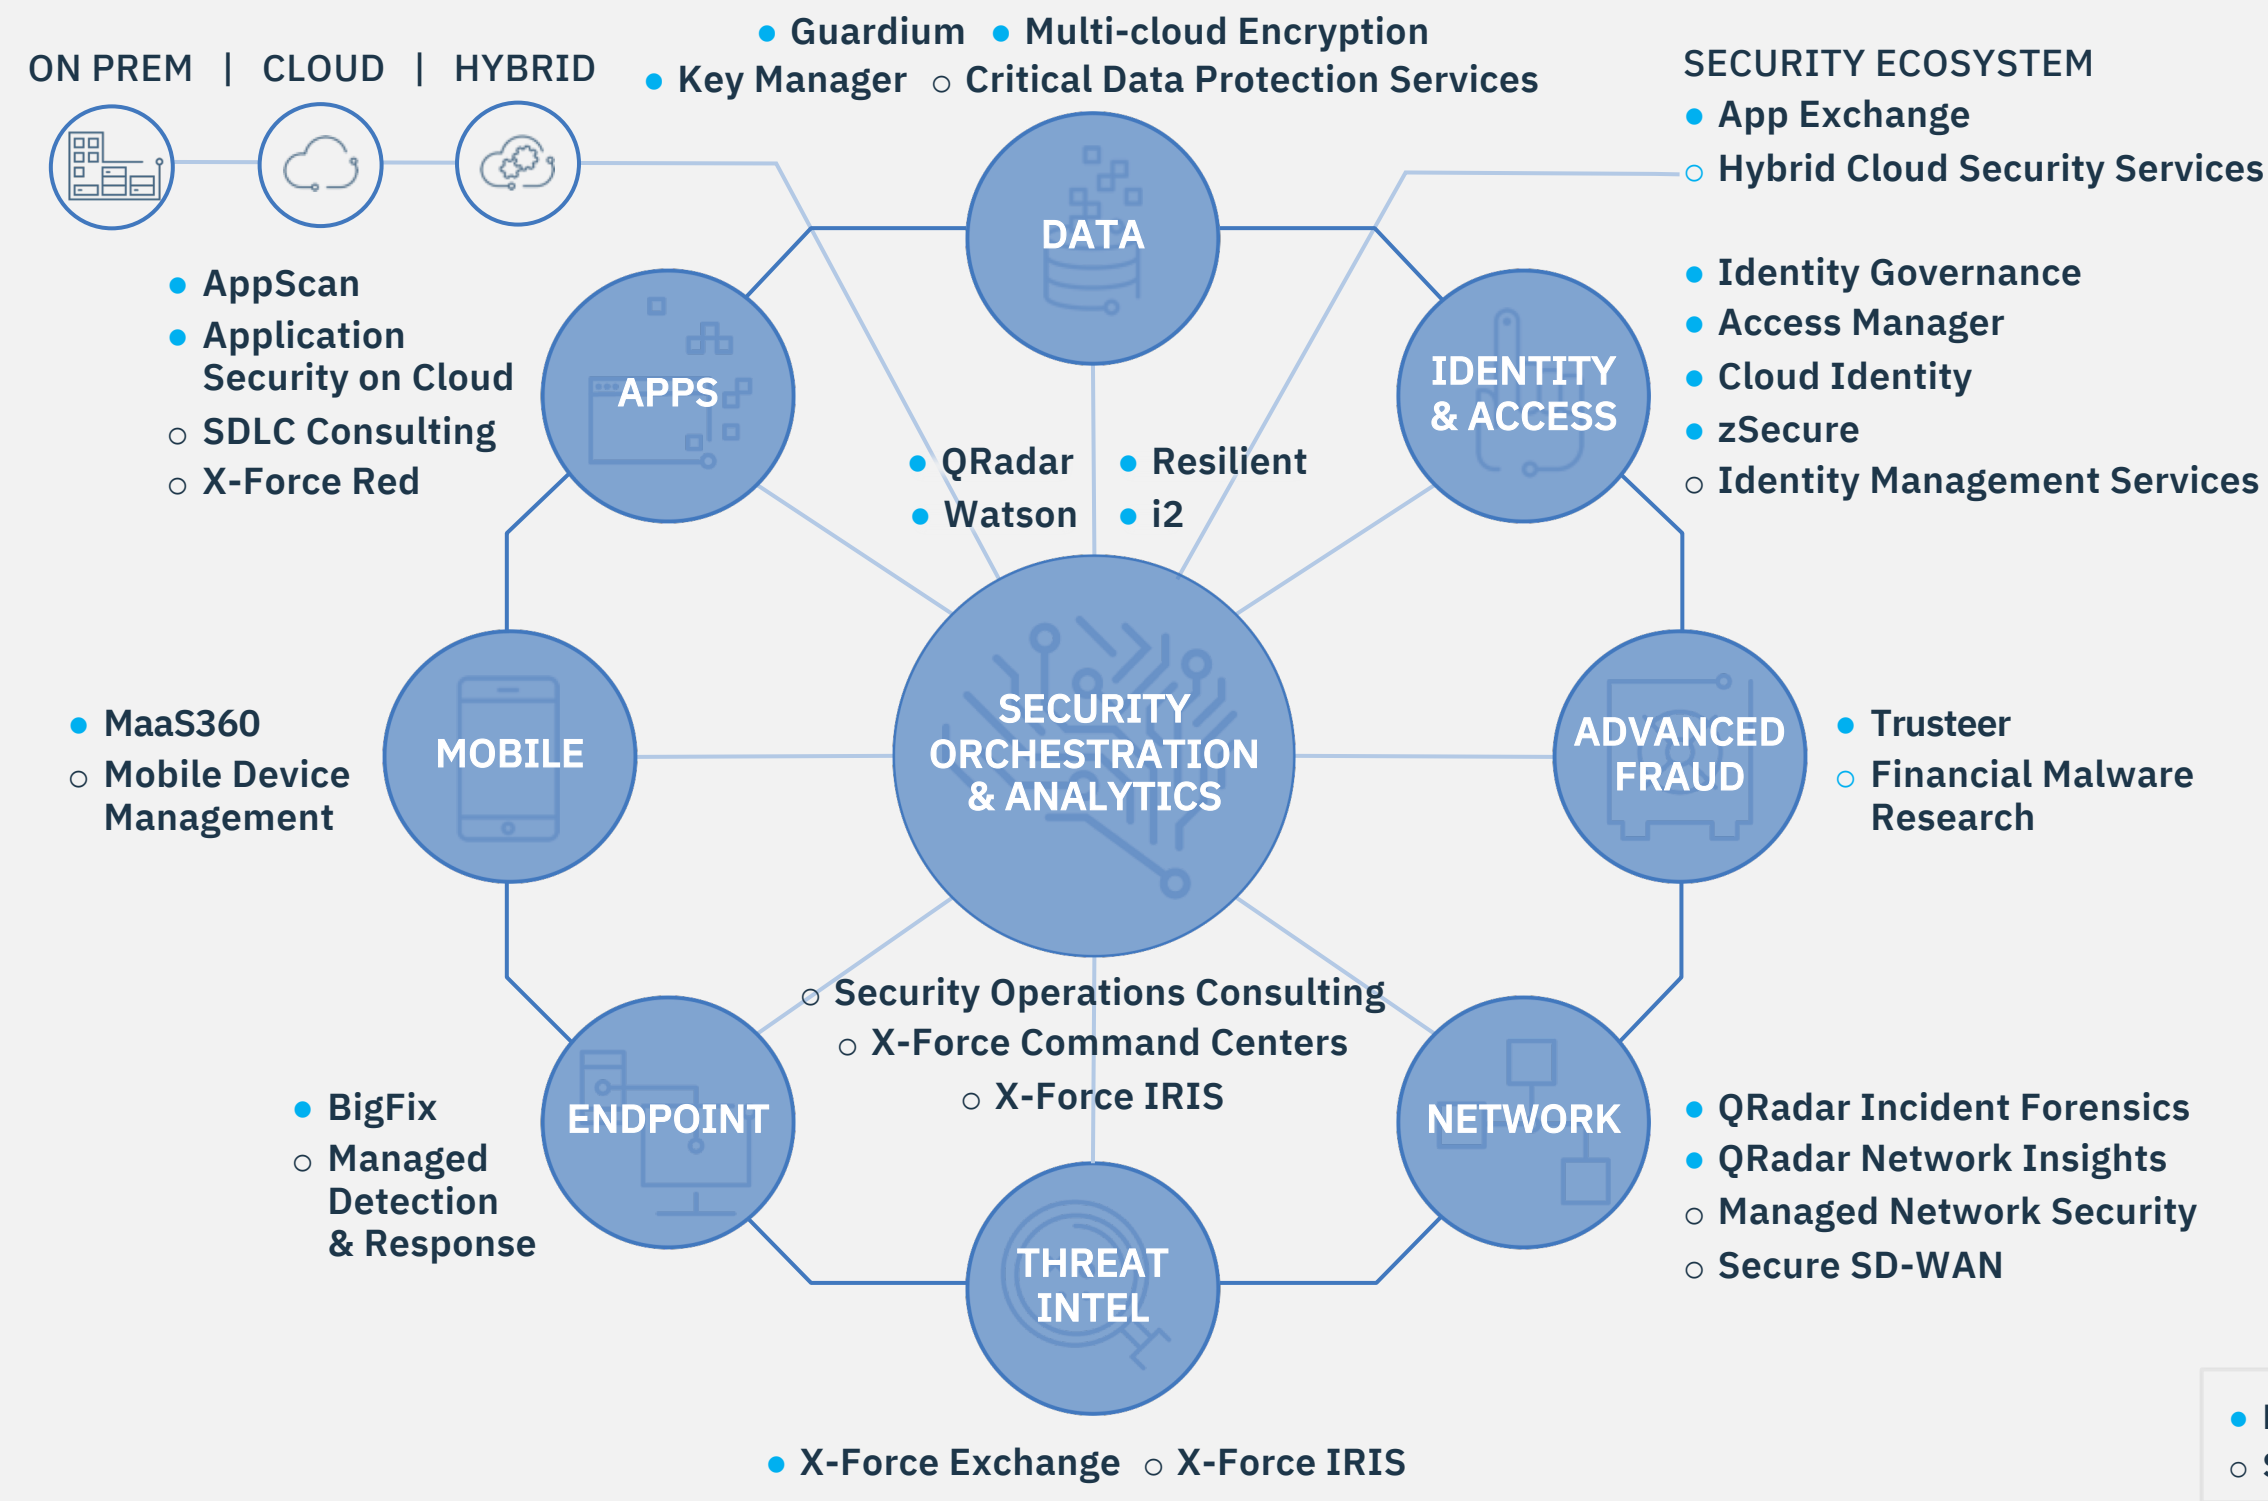 ON PREM | CLOUD | HYBRID
● Guardium ● Multi-cloud Encryption
● Key Manager ○ Critical Data Protection Services
SECURITY ECOSYSTEM
● App Exchange
○ Hybrid Cloud Security Services
DATA
● AppScan
● Application
Security on Cloud
○ SDLC Consulting
○ X-Force Red
APPS
IDENTITY
& ACCESS
● Identity Governance
● Access Manager
● Cloud Identity
● zSecure
○ Identity Management Services
● QRadar ● Resilient
● Watson ● i2
● MaaS360
○ Mobile Device
Management
MOBILE
SECURITY
ORCHESTRATION
& ANALYTICS
ADVANCED
FRAUD
● Trusteer
○ Financial Malware
Research
○ Security Operations Consulting
○ X-Force Command Centers
○ X-Force IRIS
● BigFix
○ Managed
Detection
& Response
ENDPOINT
NETWORK
● QRadar Incident Forensics
● QRadar Network Insights
○ Managed Network Security
○ Secure SD-WAN
THREAT
INTEL
● X-Force Exchange ○ X-Force IRIS